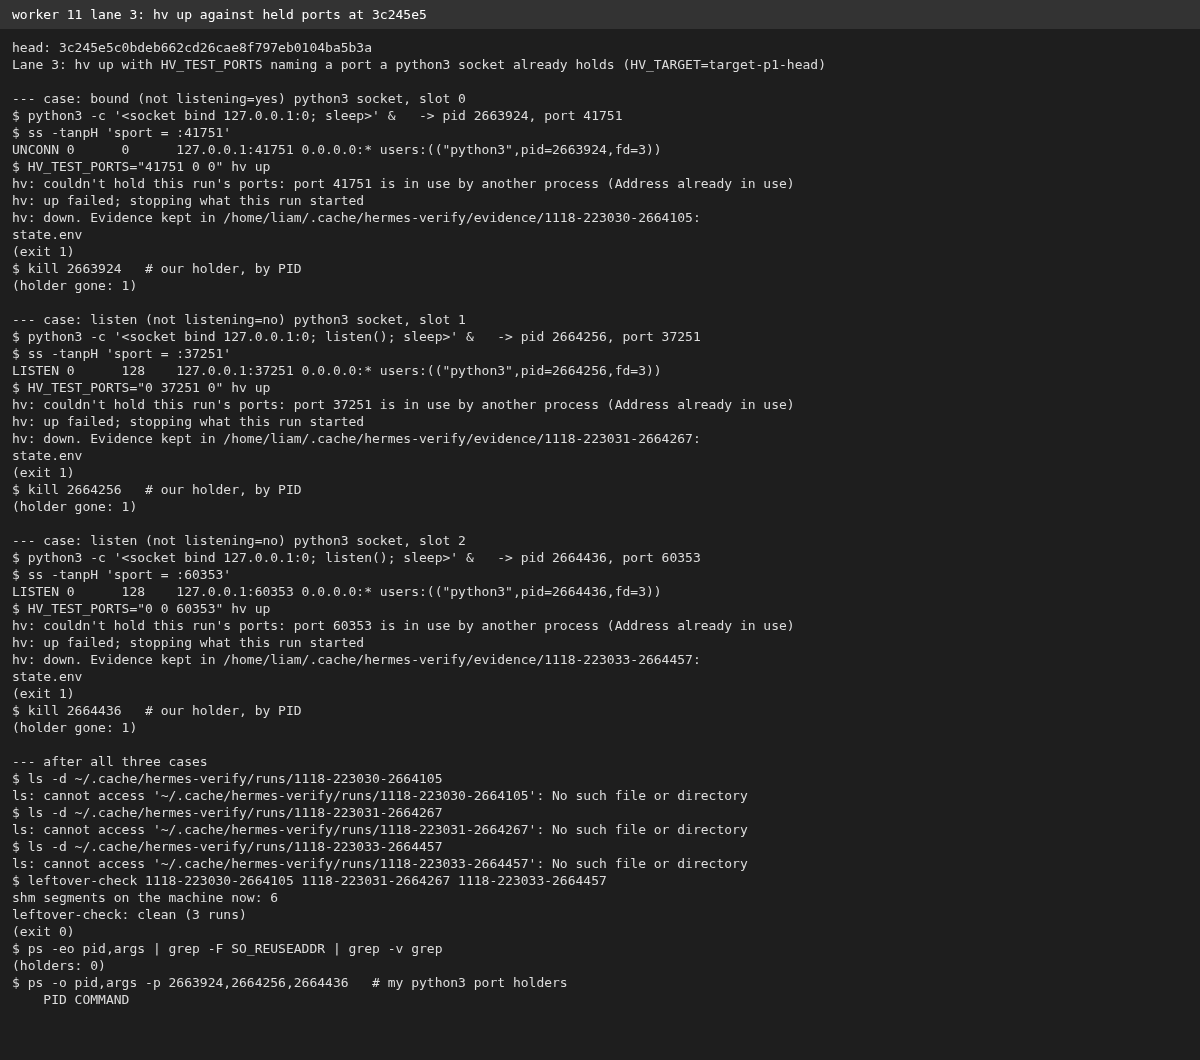 worker 11 lane 3: hv up against held ports at 3c245e5
head: 3c245e5c0bdeb662cd26cae8f797eb0104ba5b3a
Lane 3: hv up with HV_TEST_PORTS naming a port a python3 socket already holds (HV_TARGET=target-p1-head)
--- case: bound (not listening=yes) python3 socket, slot 0
$ python3 -c '<socket bind 127.0.0.1:0; sleep>' &   -> pid 2663924, port 41751
$ ss -tanpH 'sport = :41751'
UNCONN 0      0      127.0.0.1:41751 0.0.0.0:* users:(("python3",pid=2663924,fd=3))
$ HV_TEST_PORTS="41751 0 0" hv up
hv: couldn't hold this run's ports: port 41751 is in use by another process (Address already in use)
hv: up failed; stopping what this run started
hv: down. Evidence kept in /home/liam/.cache/hermes-verify/evidence/1118-223030-2664105:
state.env
(exit 1)
$ kill 2663924   # our holder, by PID
(holder gone: 1)
--- case: listen (not listening=no) python3 socket, slot 1
$ python3 -c '<socket bind 127.0.0.1:0; listen(); sleep>' &   -> pid 2664256, port 37251
$ ss -tanpH 'sport = :37251'
LISTEN 0      128    127.0.0.1:37251 0.0.0.0:* users:(("python3",pid=2664256,fd=3))
$ HV_TEST_PORTS="0 37251 0" hv up
hv: couldn't hold this run's ports: port 37251 is in use by another process (Address already in use)
hv: up failed; stopping what this run started
hv: down. Evidence kept in /home/liam/.cache/hermes-verify/evidence/1118-223031-2664267:
state.env
(exit 1)
$ kill 2664256   # our holder, by PID
(holder gone: 1)
--- case: listen (not listening=no) python3 socket, slot 2
$ python3 -c '<socket bind 127.0.0.1:0; listen(); sleep>' &   -> pid 2664436, port 60353
$ ss -tanpH 'sport = :60353'
LISTEN 0      128    127.0.0.1:60353 0.0.0.0:* users:(("python3",pid=2664436,fd=3))
$ HV_TEST_PORTS="0 0 60353" hv up
hv: couldn't hold this run's ports: port 60353 is in use by another process (Address already in use)
hv: up failed; stopping what this run started
hv: down. Evidence kept in /home/liam/.cache/hermes-verify/evidence/1118-223033-2664457:
state.env
(exit 1)
$ kill 2664436   # our holder, by PID
(holder gone: 1)
--- after all three cases
$ ls -d ~/.cache/hermes-verify/runs/1118-223030-2664105
ls: cannot access '~/.cache/hermes-verify/runs/1118-223030-2664105': No such file or directory
$ ls -d ~/.cache/hermes-verify/runs/1118-223031-2664267
ls: cannot access '~/.cache/hermes-verify/runs/1118-223031-2664267': No such file or directory
$ ls -d ~/.cache/hermes-verify/runs/1118-223033-2664457
ls: cannot access '~/.cache/hermes-verify/runs/1118-223033-2664457': No such file or directory
$ leftover-check 1118-223030-2664105 1118-223031-2664267 1118-223033-2664457
shm segments on the machine now: 6
leftover-check: clean (3 runs)
(exit 0)
$ ps -eo pid,args | grep -F SO_REUSEADDR | grep -v grep
(holders: 0)
$ ps -o pid,args -p 2663924,2664256,2664436   # my python3 port holders
PID COMMAND